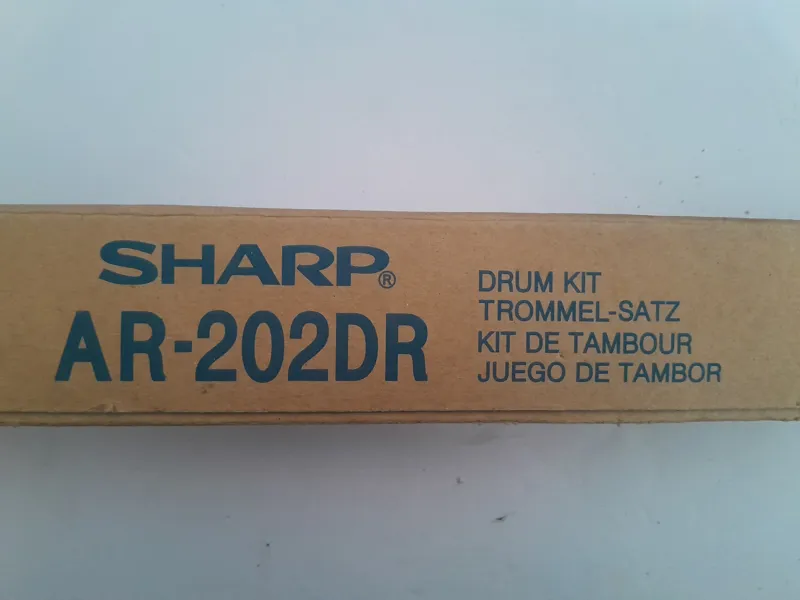 SHARP®
AR-202DR
DRUM KIT
TROMMEL-SATZ
KIT DE TAMBOUR
JUEGO DE TAMBOR